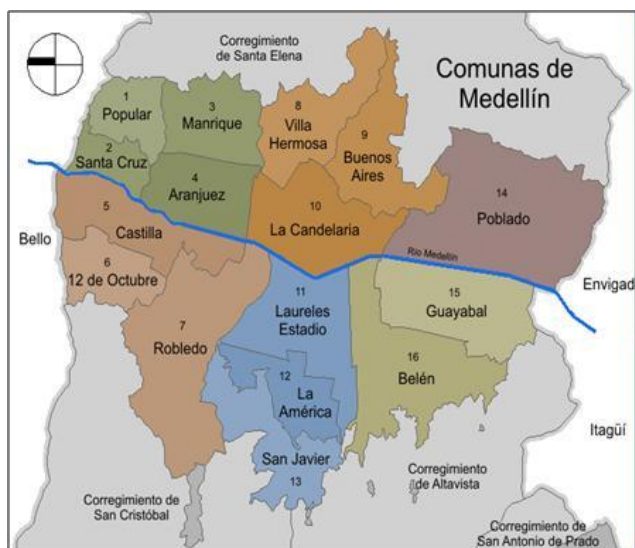 Corregimiento
de Santa Elena
Comunas de
Medellín
1
Popular
3
Manrique
8
Villa
Hermosa
9
Buenos
Aires
2
Santa Cruz
4
Aranjuez
14
Poblado
5
Castilla
10
La Candelaria
Bello
Río Medellín
6
12 de Octubre
11
Laureles
Estadio
15
Guayabal
Envigad
7
Robledo
16
Belén
12
La
América
Itagüí
San Javier
13
Corregimiento
de Altavista
Corregimiento de
San Cristóbal
Corregimiento de
San Antonio de Prado